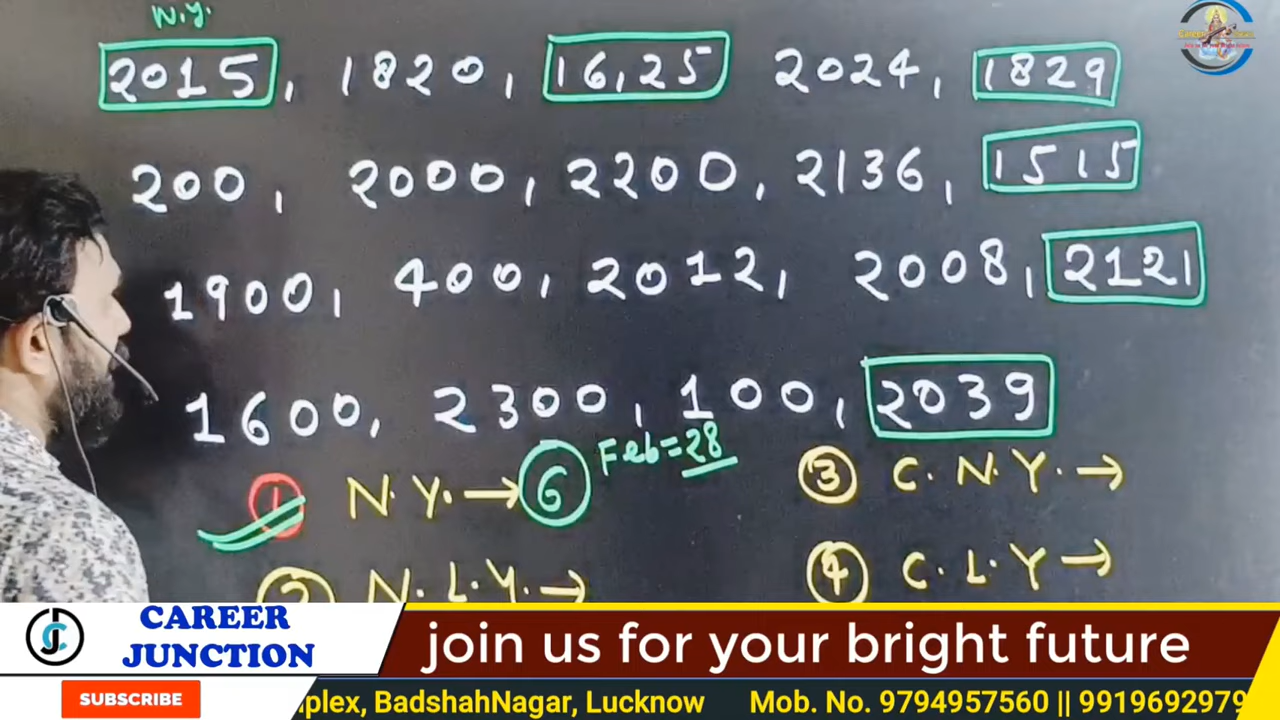 N.Y.
2015, 1820, 16,25 2024, 1829
200, 2000, 2200, 2136, 1515
1900, 400, 2012, 2008, 2121
1600, 2300, 100, 2039
① N.Y. → ⑥ Feb=28
③ C.N.Y. →
② N.L.Y. →
④ C.L.Y →
CAREER JUNCTION
join us for your bright future
SUBSCRIBE
mplex, BadshahNagar, Lucknow Mob. No. 9794957560 || 9919692979